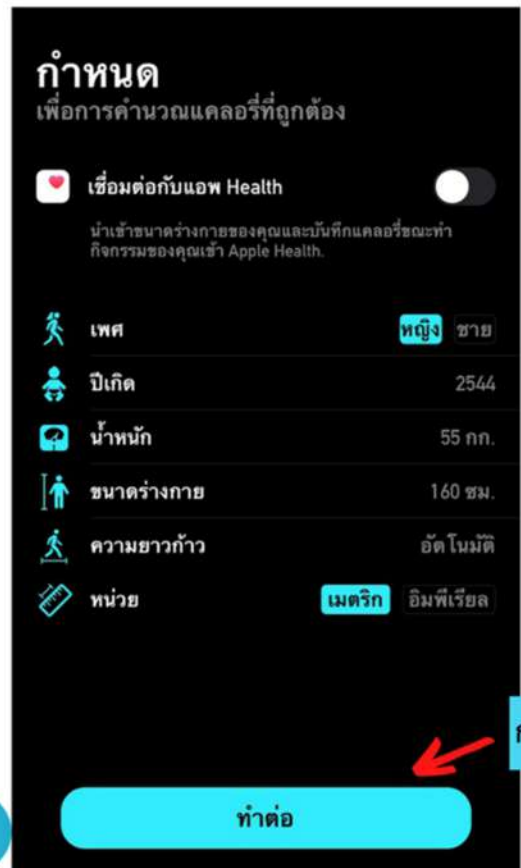 กำหนด
เพื่อการคำนวณแคลอรี่ที่ถูกต้อง
เชื่อมต่อกับแอพ Health
นำเข้าขนาดร่างกายของคุณและบันทึกแคลอรี่ขณะทำ
กิจกรรมของคุณเข้า Apple Health.
เพศ หญิง ชาย
ปีเกิด 2544
น้ำหนัก 55 กก.
ขนาดร่างกาย 160 ซม.
ความยาวก้าว อัตโนมัติ
หน่วย เมตริก อิมพีเรียล
ทำต่อ